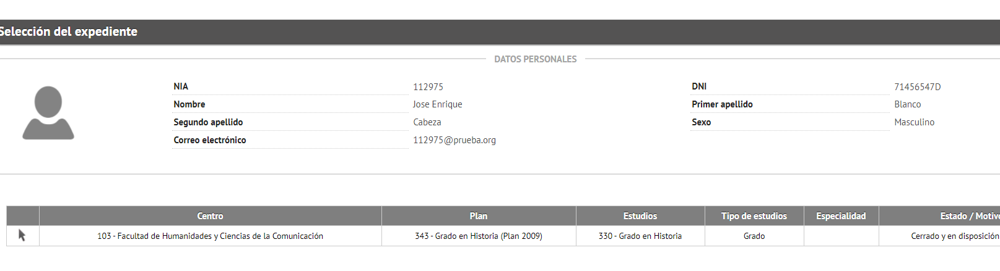 Selección del expediente
DATOS PERSONALES
NIA 112975 DNI 71456547D
Nombre Jose Enrique Primer apellido Blanco
Segundo apellido Cabeza Sexo Masculino
Correo electrónico 112975@prueba.org
Centro Plan Estudios Tipo de estudios Especialidad Estado / Motivo
103 - Facultad de Humanidades y Ciencias de la Comunicación 343 - Grado en Historia (Plan 2009) 330 - Grado en Historia Grado Cerrado y en disposición